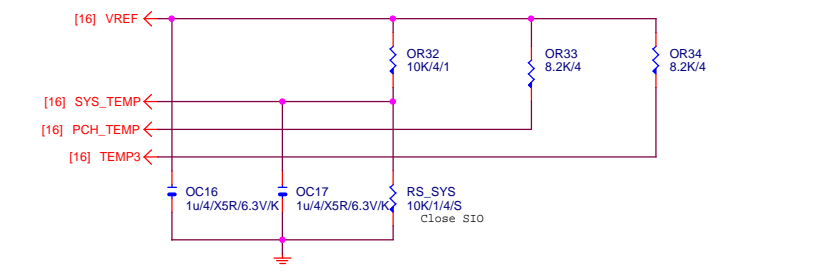 [16] VREF
OR32
10K/4/1
OR33
8.2K/4
OR34
8.2K/4
[16] SYS_TEMP
[16] PCH_TEMP
[16] TEMP3
OC16
1u/4/X5R/6.3V/K
OC17
1u/4/X5R/6.3V/K
RS_SYS
10K/1/4/S
Close SIO